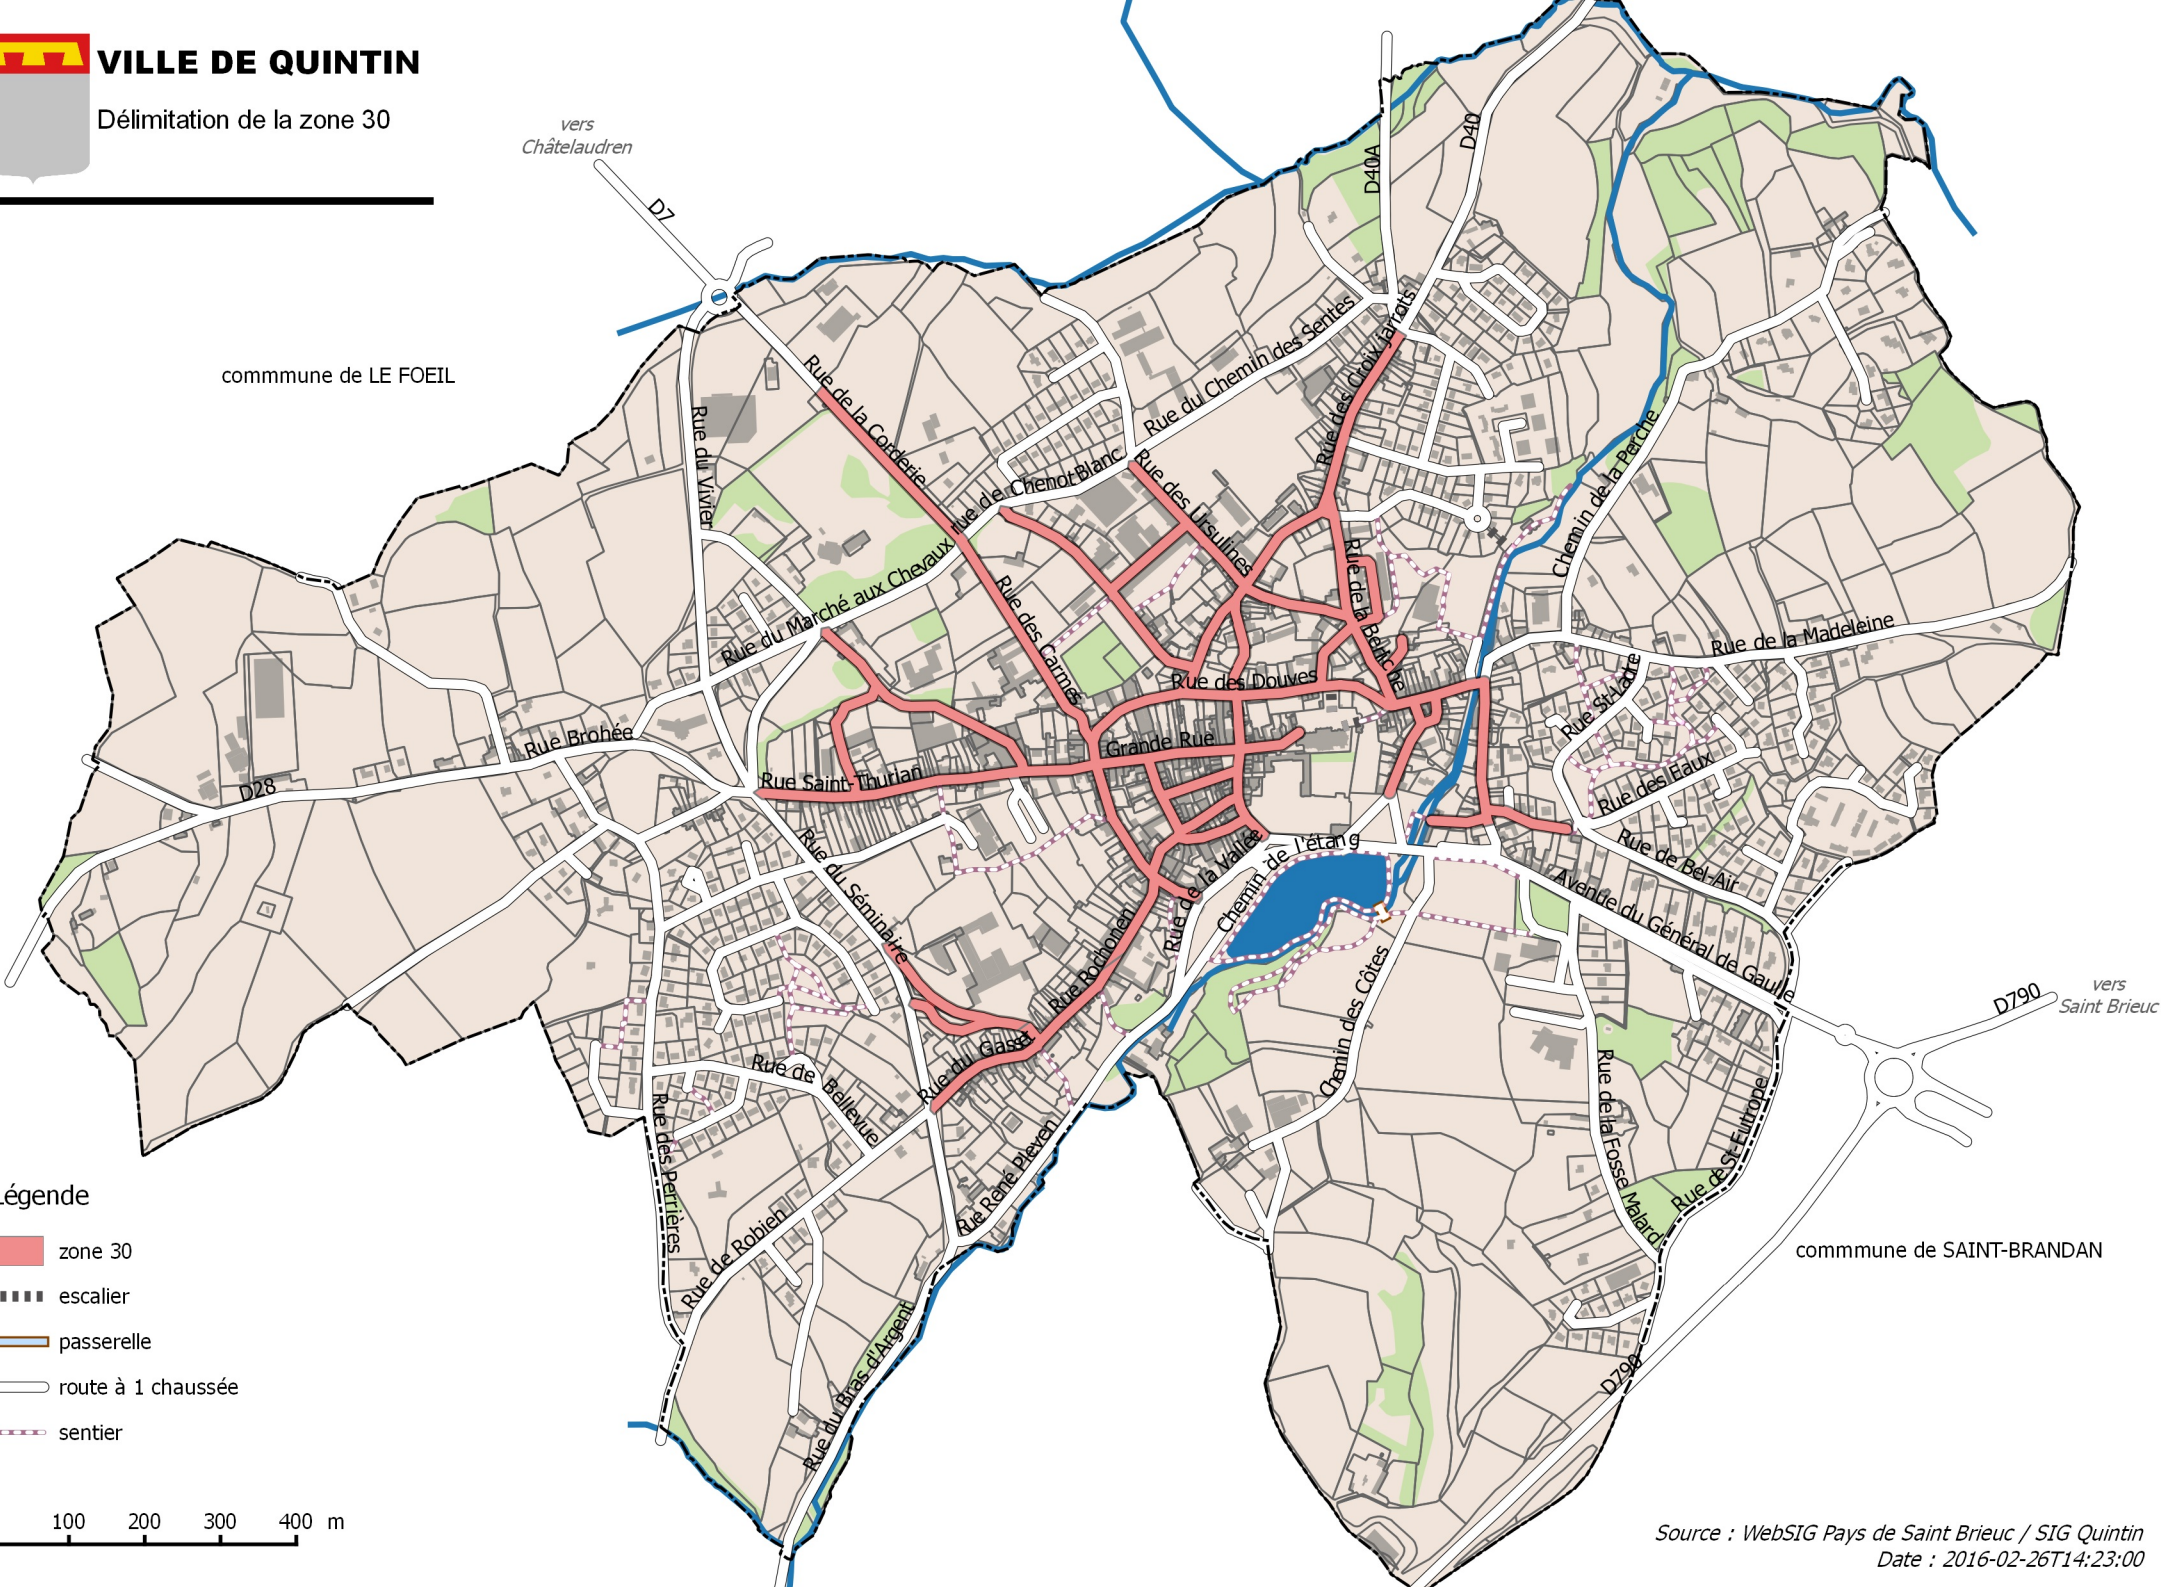 VILLE DE QUINTIN
Délimitation de la zone 30
vers
Châtelaudren
D7
D40A
D40
commmune de LE FOEIL
Rue de la Corderie
Rue du Vivier
Rue du Chemin des Sentes
Rue des Croix jarrots
rue de Chenot Blanc
Rue des Ursulines
Chemin de la Perche
Rue du Marché aux Chevaux
Rue des Carmes
Rue de la Beliche
Rue de la Madeleine
Rue des Douves
Rue St-Vadre
Rue Brohée
Grande Rue
D28
Rue Saint-Thurian
Rue des Eaux
Rue du Séminaire
Rue de la Vallée
Chemin de l'étang
Rue de Bel-Air
Avenue du Général de Gaulle
Rue Rochonen
Chemin des Côtes
D790
vers
Saint Brieuc
Rue du Gasset
Rue de Bellevue
Rue des Perrières
Rue René Pleven
Rue de la Fosse Malard
Rue de St-Eutrope
Rue de Robien
Rue du Bras d'Argent
D790
commmune de SAINT-BRANDAN
Légende
zone 30
escalier
passerelle
route à 1 chaussée
sentier
100 200 300 400 m
Source : WebSIG Pays de Saint Brieuc / SIG Quintin
Date : 2016-02-26T14:23:00